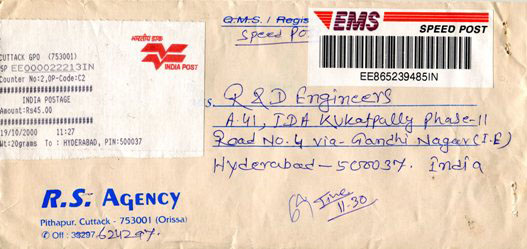 भारतीय डाक
INDIA POST
CUTTACK GPO (753001)
SP EE000022213IN
Counter No:2,OP-Code:C2
INDIA POSTAGE
Amount:Rs45.00
19/10/2000 11:27
Wt:20grams To : HYDERABAD, PIN:500037
Q.M.S. / Regis
Speed Po
EMS
SPEED POST
EE865239485IN
R & D Engineers
A-41, IDA Kukatpally Phase-11
Road No. 4 via- Gandhi Nagar (I.E)
Hyderabad - 500037. India
Time
11.30
R.S. AGENCY
Pithapur, Cuttack - 753001 (Orissa)
✆ Off : 38297 624297.